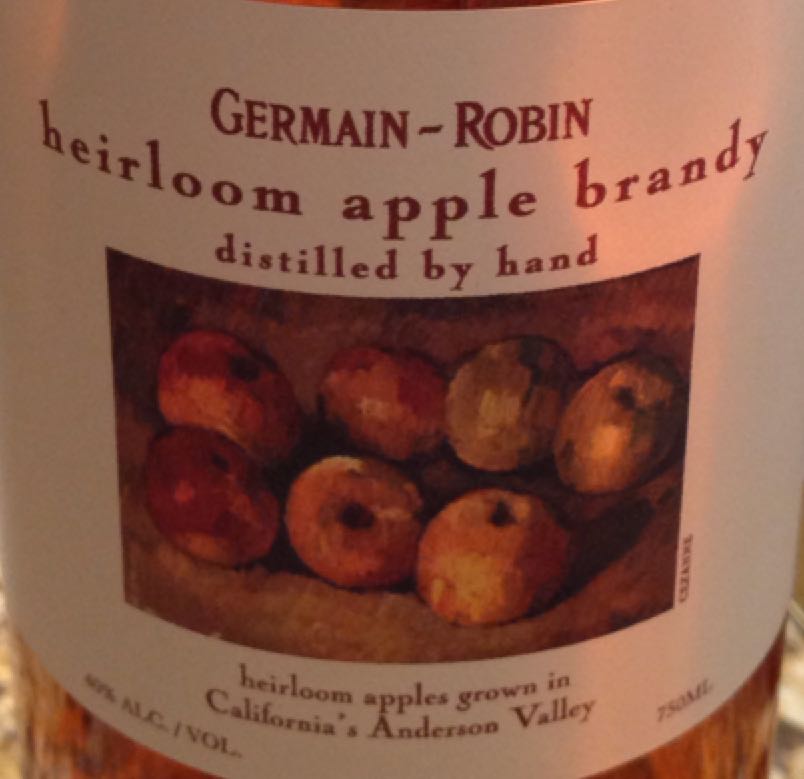 GERMAIN-ROBIN
heirloom apple brandy
distilled by hand
CEZANNE
heirloom apples grown in
California's Anderson Valley
40% ALC. / VOL.
750ML